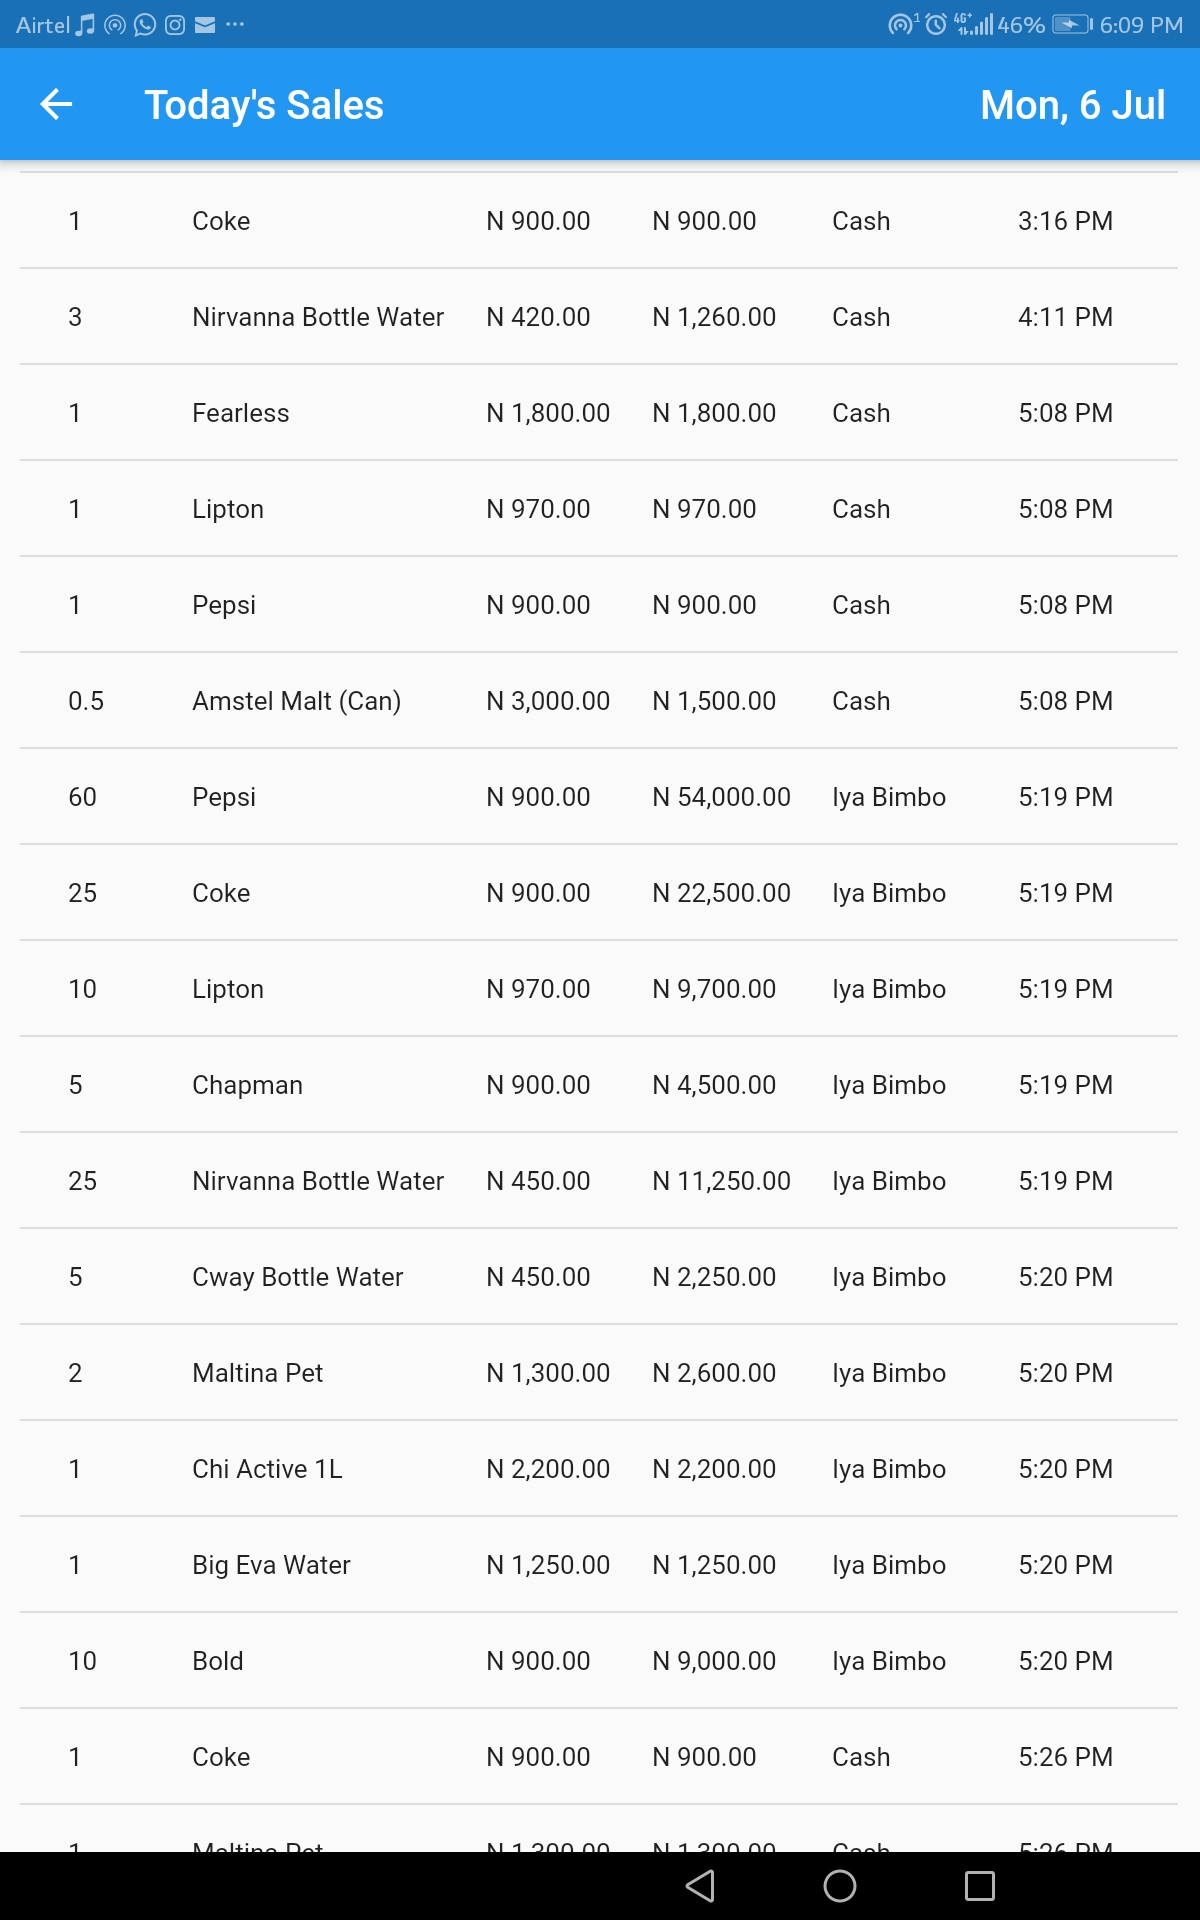 Airtel 46% 6:09 PM
Today's Sales Mon, 6 Jul
1 Coke N 900.00 N 900.00 Cash 3:16 PM
3 Nirvanna Bottle Water N 420.00 N 1,260.00 Cash 4:11 PM
1 Fearless N 1,800.00 N 1,800.00 Cash 5:08 PM
1 Lipton N 970.00 N 970.00 Cash 5:08 PM
1 Pepsi N 900.00 N 900.00 Cash 5:08 PM
0.5 Amstel Malt (Can) N 3,000.00 N 1,500.00 Cash 5:08 PM
60 Pepsi N 900.00 N 54,000.00 Iya Bimbo 5:19 PM
25 Coke N 900.00 N 22,500.00 Iya Bimbo 5:19 PM
10 Lipton N 970.00 N 9,700.00 Iya Bimbo 5:19 PM
5 Chapman N 900.00 N 4,500.00 Iya Bimbo 5:19 PM
25 Nirvanna Bottle Water N 450.00 N 11,250.00 Iya Bimbo 5:19 PM
5 Cway Bottle Water N 450.00 N 2,250.00 Iya Bimbo 5:20 PM
2 Maltina Pet N 1,300.00 N 2,600.00 Iya Bimbo 5:20 PM
1 Chi Active 1L N 2,200.00 N 2,200.00 Iya Bimbo 5:20 PM
1 Big Eva Water N 1,250.00 N 1,250.00 Iya Bimbo 5:20 PM
10 Bold N 900.00 N 9,000.00 Iya Bimbo 5:20 PM
1 Coke N 900.00 N 900.00 Cash 5:26 PM
1 Maltina Pet N 1,300.00 N 1,300.00 Cash 5:26 PM